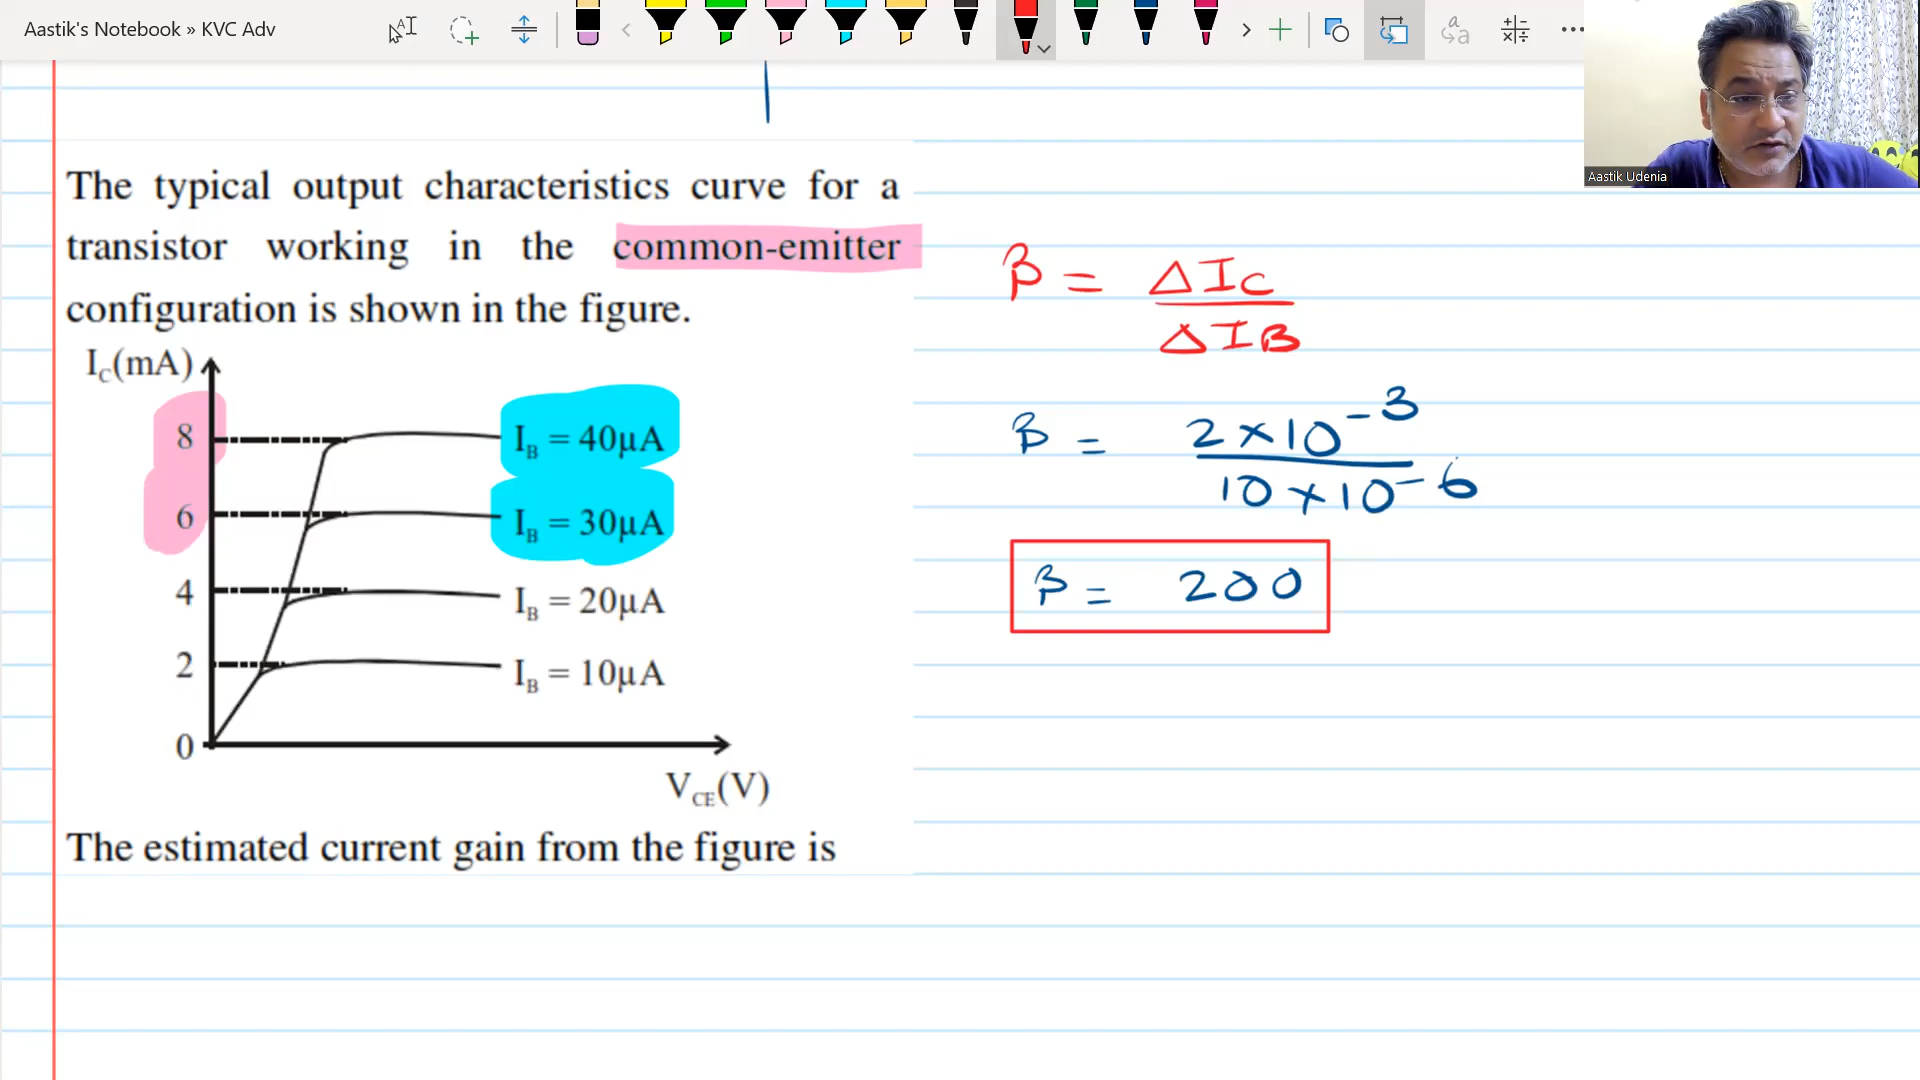 Aastik's Notebook » KVC Adv
Aastik Udenia
The typical output characteristics curve for a
transistor working in the common-emitter
configuration is shown in the figure.
I_C(mA)
8
I_B = 40μA
6
I_B = 30μA
4
I_B = 20μA
2
I_B = 10μA
0
V_CE(V)
The estimated current gain from the figure is
β = ΔI_C / ΔI_B
β = 2×10⁻³ / 10×10⁻⁶
β = 200